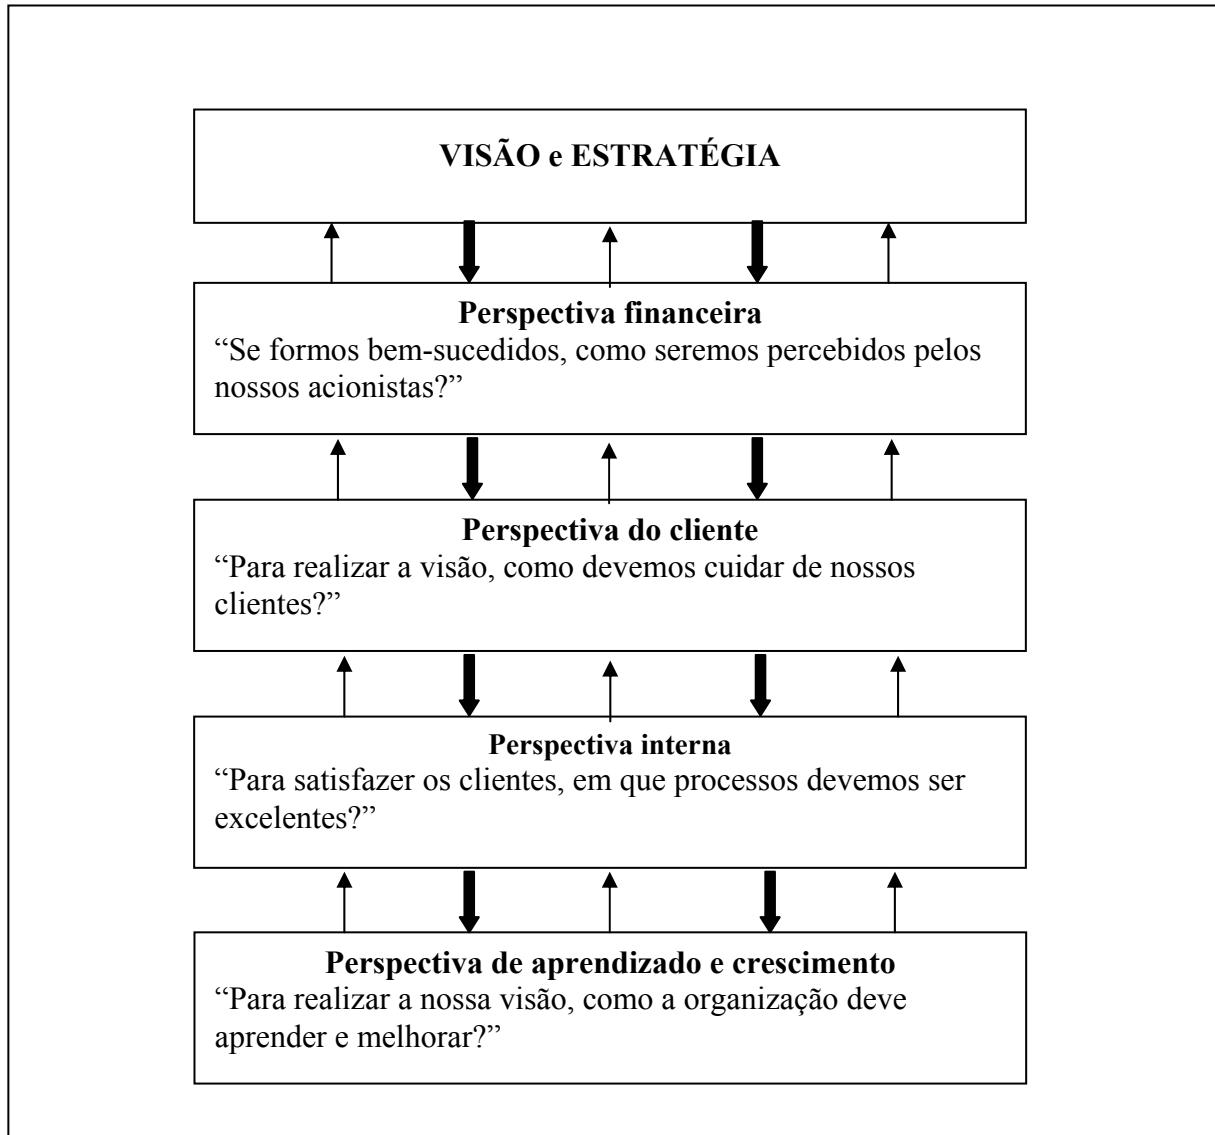 VISÃO e ESTRATÉGIA
Perspectiva financeira
“Se formos bem-sucedidos, como seremos percebidos pelos
nossos acionistas?”
Perspectiva do cliente
“Para realizar a visão, como devemos cuidar de nossos
clientes?”
Perspectiva interna
“Para satisfazer os clientes, em que processos devemos ser
excelentes?”
Perspectiva de aprendizado e crescimento
“Para realizar a nossa visão, como a organização deve
aprender e melhorar?”